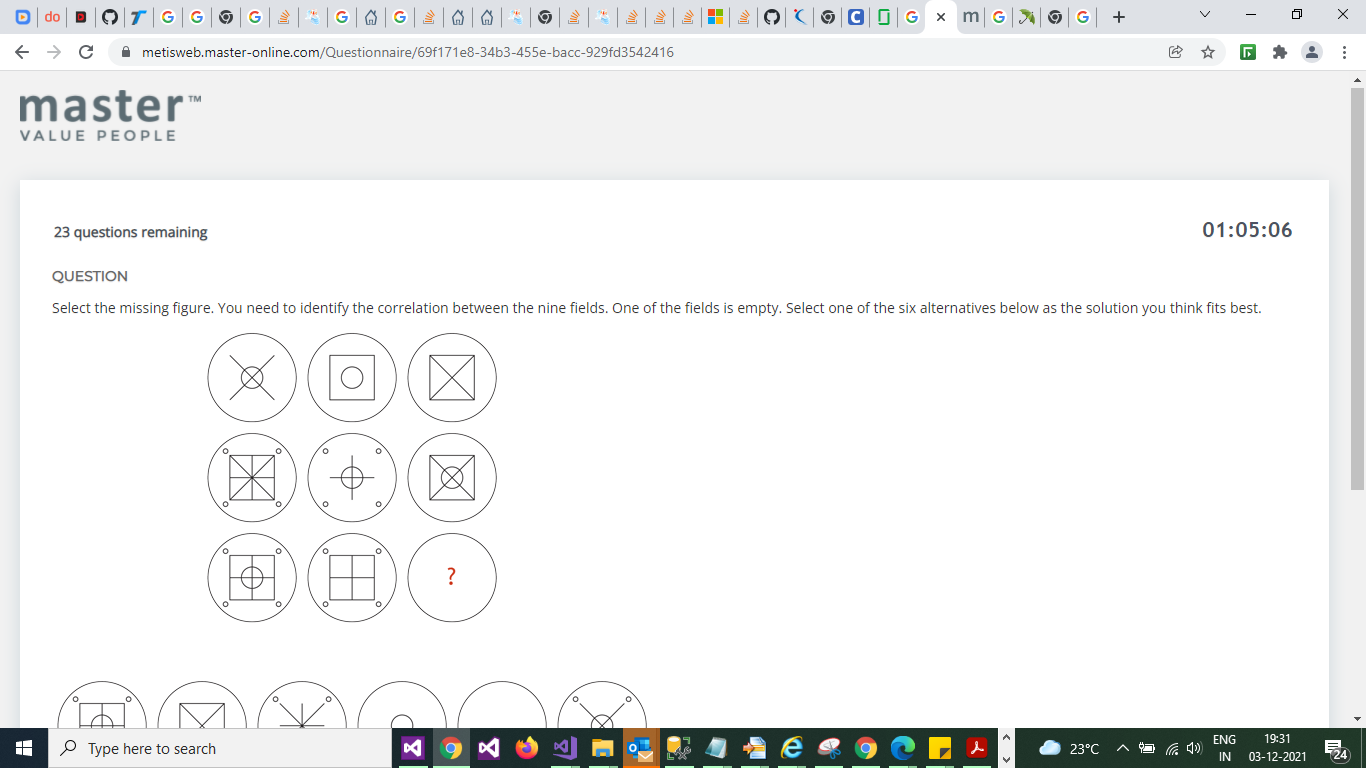 do
metisweb.master-online.com/Questionnaire/69f171e8-34b3-455e-bacc-929fd3542416
master™
VALUE PEOPLE
23 questions remaining
01:05:06
QUESTION
Select the missing figure. You need to identify the correlation between the nine fields. One of the fields is empty. Select one of the six alternatives below as the solution you think fits best.
?
Type here to search
23°C
ENG
IN
19:31
03-12-2021
24